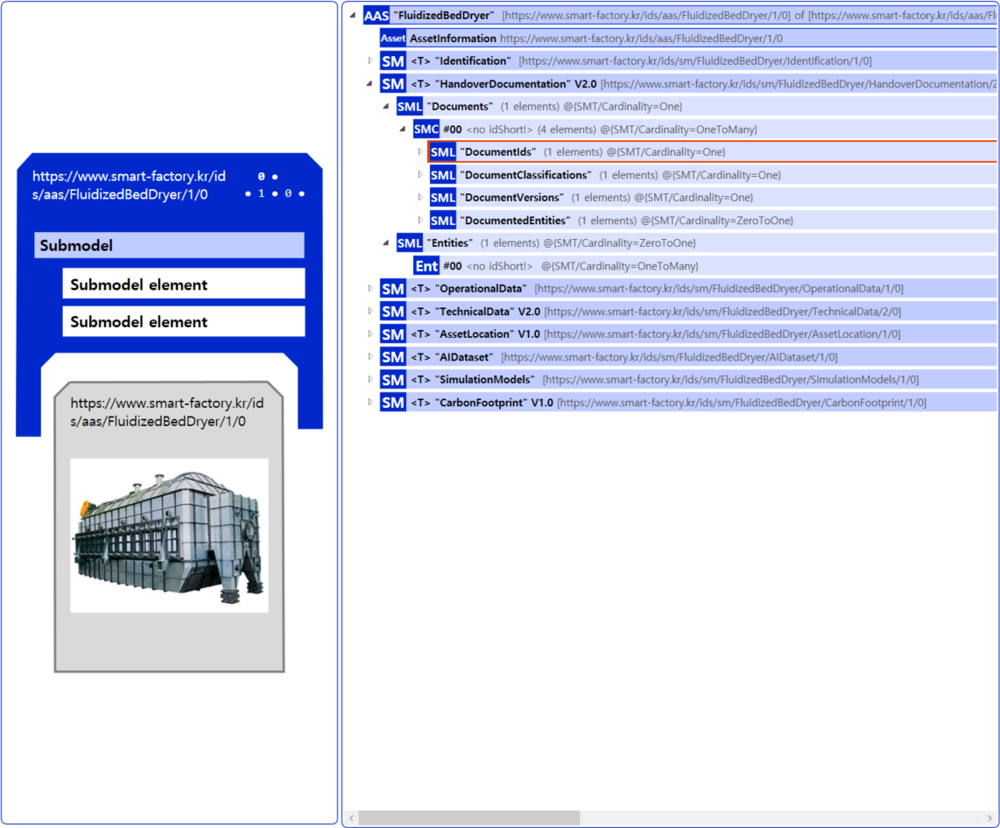 https://www.smart-factory.kr/id
s/aas/FluidizedBedDryer/1/0
0 ●
● 1 ● 0 ●
Submodel
Submodel element
Submodel element
https://www.smart-factory.kr/id
s/aas/FluidizedBedDryer/1/0
AAS "FluidizedBedDryer" [https://www.smart-factory.kr/ids/aas/FluidizedBedDryer/1/0] of [https://www.smart-factory.kr/ids/aas/Fl
Asset AssetInformation https://www.smart-factory.kr/ids/aas/FluidizedBedDryer/1/0
SM <T> "Identification" [https://www.smart-factory.kr/ids/sm/FluidizedBedDryer/Identification/1/0]
SM <T> "HandoverDocumentation" V2.0 [https://www.smart-factory.kr/ids/sm/FluidizedBedDryer/HandoverDocumentation/2
SML "Documents" (1 elements) @{SMT/Cardinality=One}
SMC #00 <no idShort!> (4 elements) @{SMT/Cardinality=OneToMany}
SML "DocumentIds" (1 elements) @{SMT/Cardinality=One}
SML "DocumentClassifications" (1 elements) @{SMT/Cardinality=One}
SML "DocumentVersions" (1 elements) @{SMT/Cardinality=One}
SML "DocumentedEntities" (1 elements) @{SMT/Cardinality=ZeroToOne}
SML "Entities" (1 elements) @{SMT/Cardinality=ZeroToOne}
Ent #00 <no idShort!> @{SMT/Cardinality=OneToMany}
SM <T> "OperationalData" [https://www.smart-factory.kr/ids/sm/FluidizedBedDryer/OperationalData/1/0]
SM <T> "TechnicalData" V2.0 [https://www.smart-factory.kr/ids/sm/FluidizedBedDryer/TechnicalData/2/0]
SM <T> "AssetLocation" V1.0 [https://www.smart-factory.kr/ids/sm/FluidizedBedDryer/AssetLocation/1/0]
SM <T> "AIDataset" [https://www.smart-factory.kr/ids/sm/FluidizedBedDryer/AIDataset/1/0]
SM <T> "SimulationModels" [https://www.smart-factory.kr/ids/sm/FluidizedBedDryer/SimulationModels/1/0]
SM <T> "CarbonFootprint" V1.0 [https://www.smart-factory.kr/ids/sm/FluidizedBedDryer/CarbonFootprint/1/0]